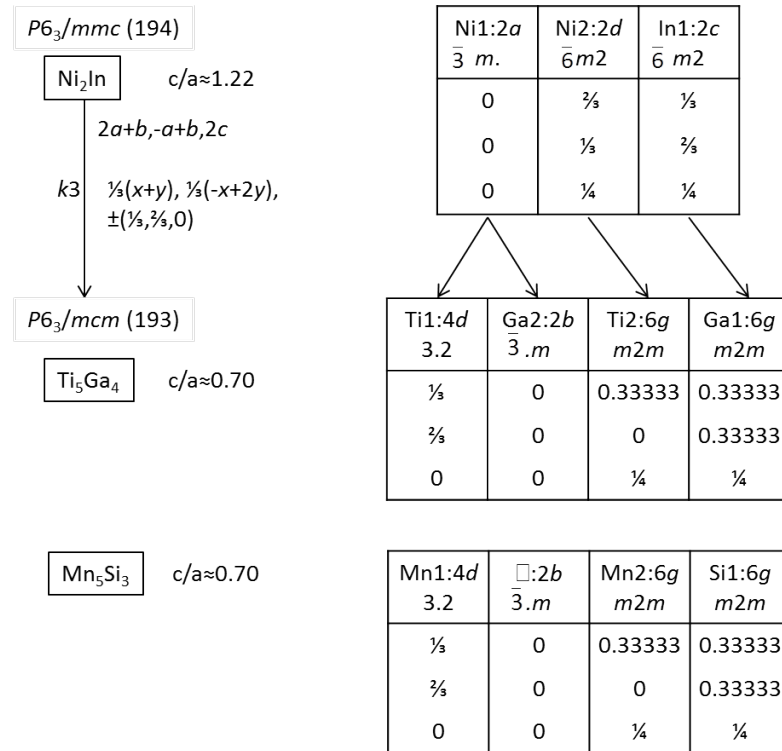 P6₃/mmc (194)
Ni₂In
c/a≈1.22
2a+b,-a+b,2c
k3
⅓(x+y), ⅓(-x+2y),
±(⅓,⅔,0)
P6₃/mcm (193)
Ti₅Ga₄
c/a≈0.70
Mn₅Si₃
c/a≈0.70
Ni1:2a Ni2:2d In1:2c
3̅ m. 6̅m2 6̅ m2
0 ⅔ ⅓
0 ⅓ ⅔
0 ¼ ¼
Ti1:4d Ga2:2b Ti2:6g Ga1:6g
3.2 3̅.m m2m m2m
⅓ 0 0.33333 0.33333
⅔ 0 0 0.33333
0 0 ¼ ¼
Mn1:4d □:2b Mn2:6g Si1:6g
3.2 3̅.m m2m m2m
⅓ 0 0.33333 0.33333
⅔ 0 0 0.33333
0 0 ¼ ¼